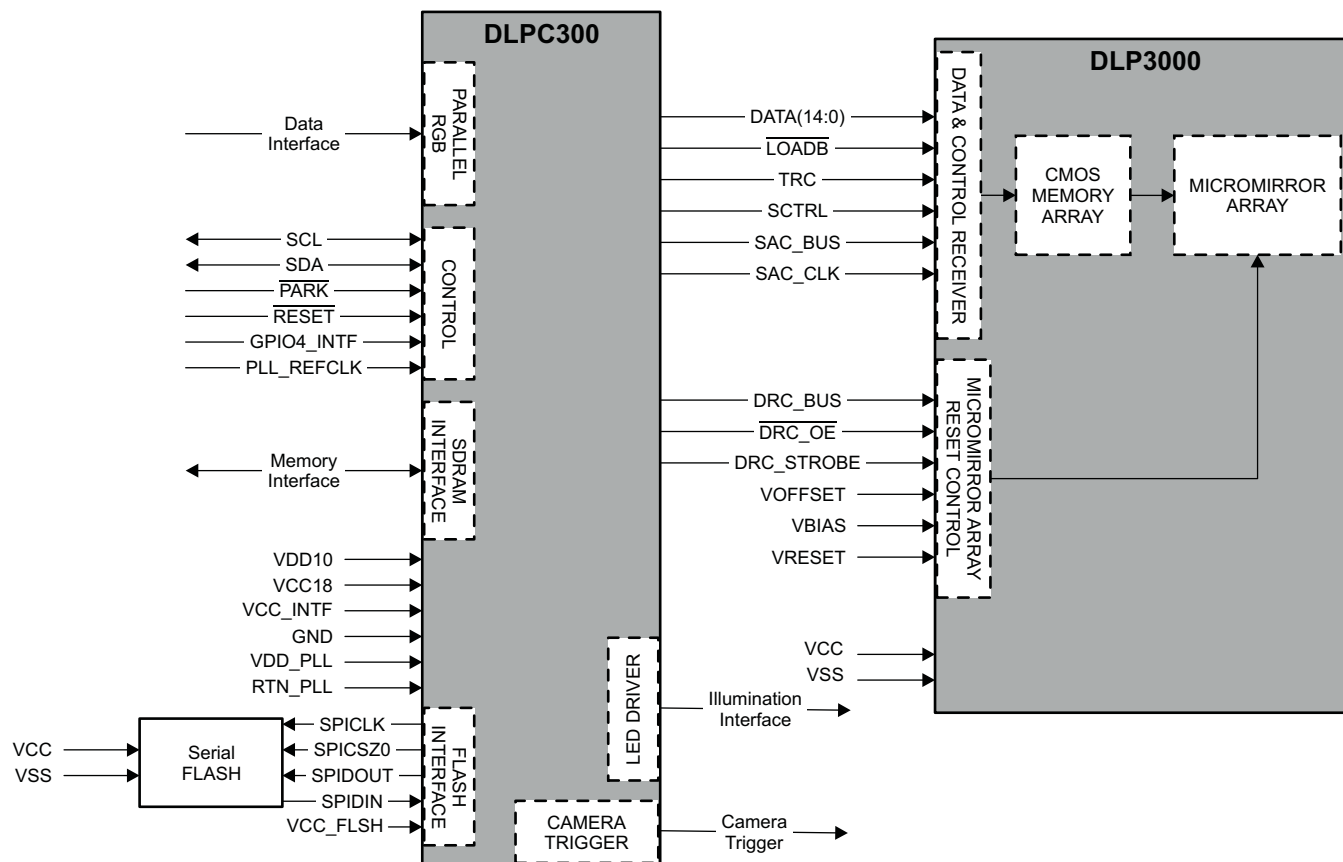 DLPC300
DLP3000
PARALLEL
RGB
Data
Interface
SCL
SDA
PARK
RESET
GPIO4_INTF
PLL_REFCLK
CONTROL
Memory
Interface
SDRAM
INTERFACE
VDD10
VCC18
VCC_INTF
GND
VDD_PLL
RTN_PLL
VCC
VSS
Serial
FLASH
SPICLK
SPICSZ0
SPIDOUT
SPIDIN
VCC_FLSH
FLASH
INTERFACE
LED DRIVER
CAMERA
TRIGGER
DATA(14:0)
LOADB
TRC
SCTRL
SAC_BUS
SAC_CLK
DATA & CONTROL RECEIVER
CMOS
MEMORY
ARRAY
MICROMIRROR
ARRAY
DRC_BUS
DRC_OE
DRC_STROBE
VOFFSET
VBIAS
VRESET
MICROMIRROR ARRAY
RESET CONTROL
VCC
VSS
Illumination
Interface
Camera
Trigger